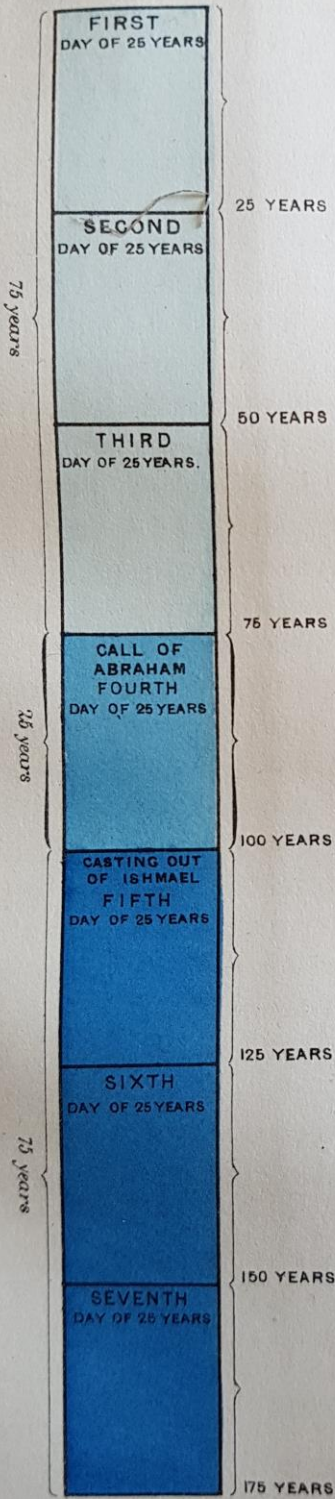 FIRST
DAY OF 25 YEARS
25 YEARS
SECOND
DAY OF 25 YEARS
75 years
50 YEARS
THIRD
DAY OF 25 YEARS.
75 YEARS
CALL OF
ABRAHAM
FOURTH
DAY OF 25 YEARS
25 years
100 YEARS
CASTING OUT
OF ISHMAEL
FIFTH
DAY OF 25 YEARS
125 YEARS
SIXTH
DAY OF 25 YEARS
75 years
150 YEARS
SEVENTH
DAY OF 25 YEARS
175 YEARS